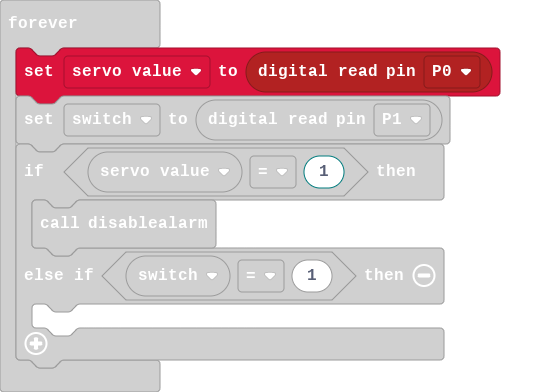 forever
set servo value to digital read pin P0
set switch to digital read pin P1
if servo value = 1 then
call disablealarm
else if switch = 1 then